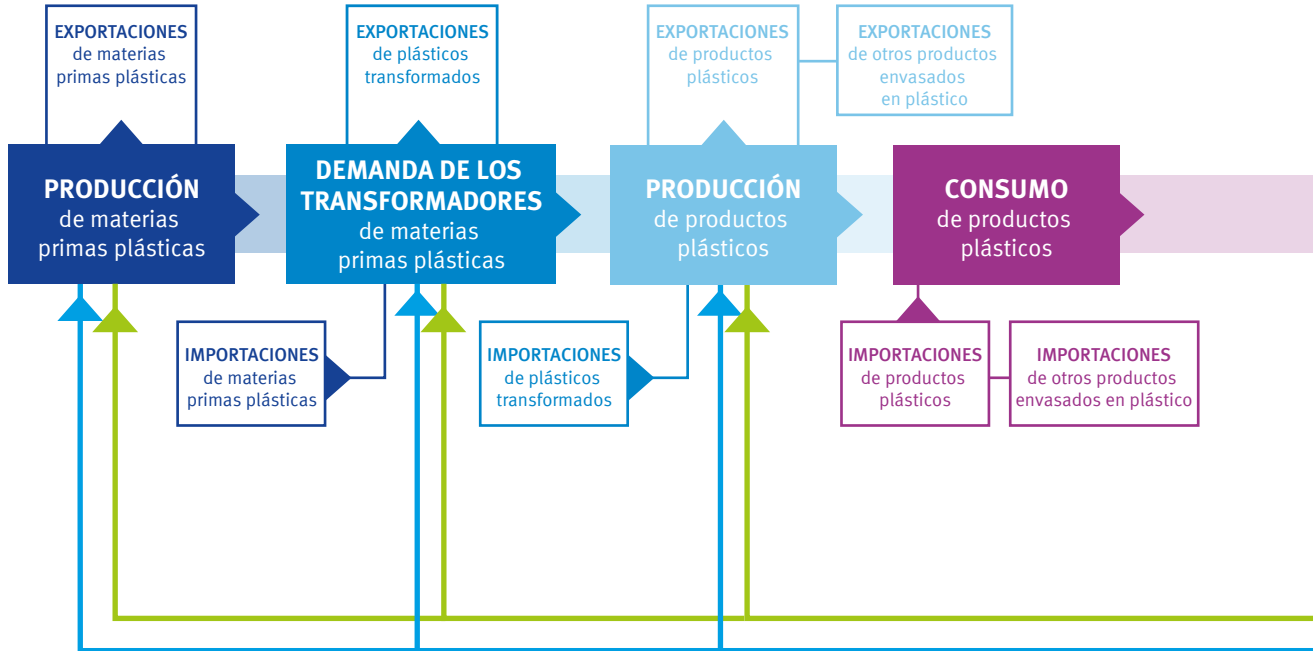 EXPORTACIONES
de materias
primas plásticas
EXPORTACIONES
de plásticos
transformados
EXPORTACIONES
de productos
plásticos
EXPORTACIONES
de otros productos
envasados
en plástico
PRODUCCIÓN
de materias
primas plásticas
DEMANDA DE LOS
TRANSFORMADORES
de materias
primas plásticas
PRODUCCIÓN
de productos
plásticos
CONSUMO
de productos
plásticos
IMPORTACIONES
de materias
primas plásticas
IMPORTACIONES
de plásticos
transformados
IMPORTACIONES
de productos
plásticos
IMPORTACIONES
de otros productos
envasados en plástico